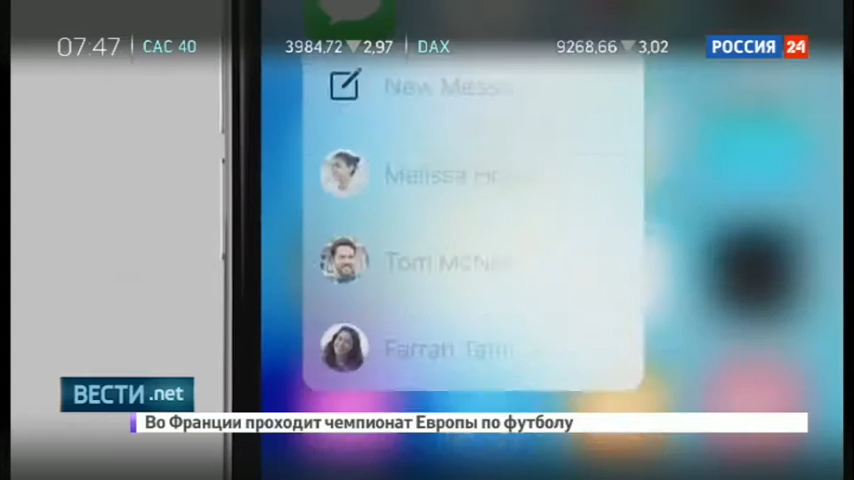 07:47 CAC 40 3984,72▼2,97 DAX 9268,66▼3,02 РОССИЯ 24
New
Melissa
Tom
Farrah
ВЕСТИ.net
Во Франции проходит чемпионат Европы по футболу